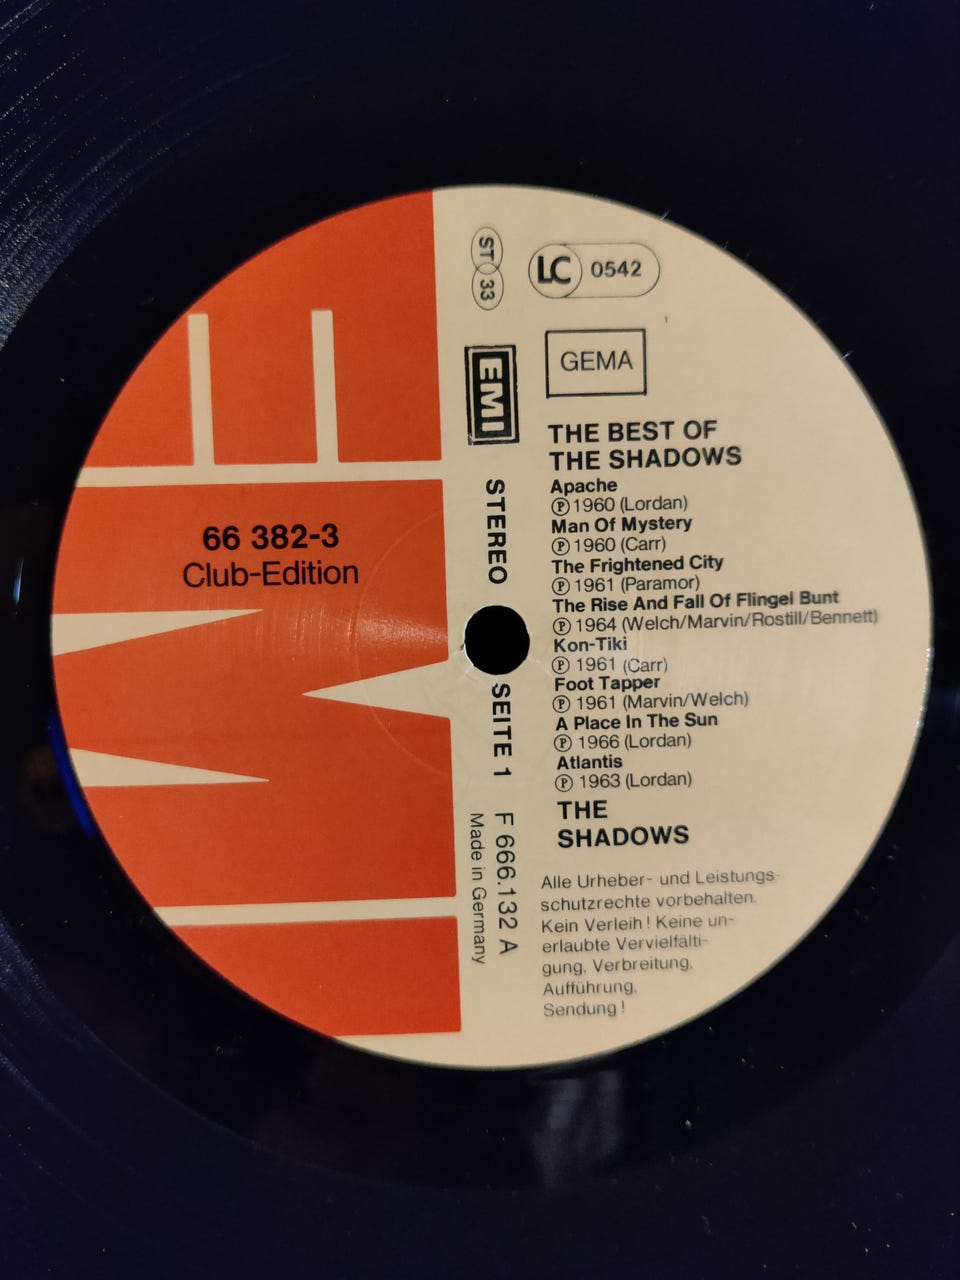 66 382-3
Club-Edition
ST 33
EMI
STEREO
SEITE 1
F 666.132 A
Made in Germany
LC 0542
GEMA
THE BEST OF
THE SHADOWS
Apache
Ⓟ 1960 (Lordan)
Man Of Mystery
Ⓟ 1960 (Carr)
The Frightened City
Ⓟ 1961 (Paramor)
The Rise And Fall Of Flingel Bunt
Ⓟ 1964 (Welch/Marvin/Rostill/Bennett)
Kon-Tiki
Ⓟ 1961 (Carr)
Foot Tapper
Ⓟ 1961 (Marvin/Welch)
A Place In The Sun
Ⓟ 1966 (Lordan)
Atlantis
Ⓟ 1963 (Lordan)
THE
SHADOWS
Alle Urheber- und Leistungs-
schutzrechte vorbehalten.
Kein Verleih! Keine un-
erlaubte Vervielfälti-
gung, Verbreitung,
Aufführung,
Sendung!
EMI